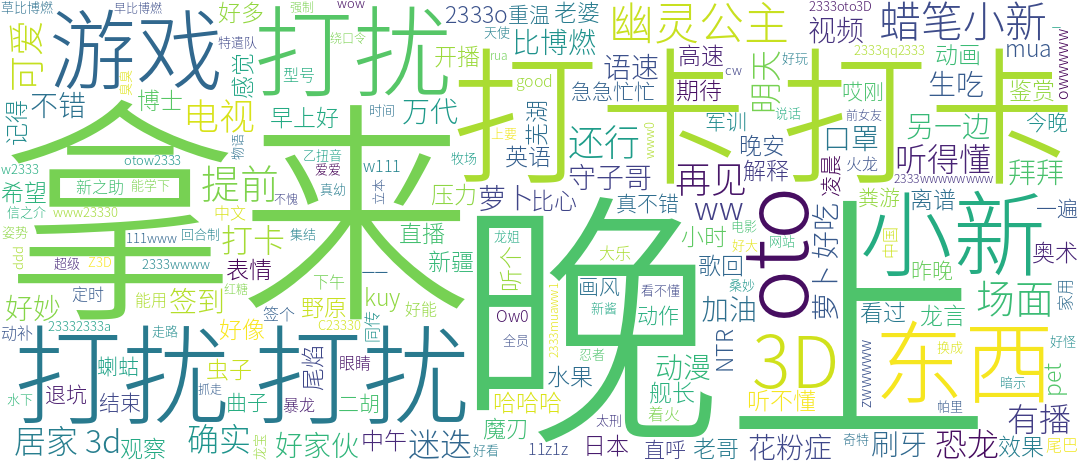 草比博燃
早比博燃
强制
wow
好多
特遣队
绕口令
天使
2333o
重温
老婆
幽灵公主
2333oto3D
视频
蜡笔小新
可爱
游戏
打扰
感觉
型号
rua
开播
比博燃
语速
高速
cw
mua
好玩
2333qq2333
动画
owowwww
不错
博士
good
急急忙忙
期待
明天
哎刚
生吃
鉴赏
记得
电视
早上好
万代
芜湖
军训
说话
前女友
口罩
另一边
今晚
物语
时间
上要
www0
打卡
打卡
otow2333
乙扭音
w111
英语
还行
晚安
火龙
听得懂
w2333
拿来
爱爱
牧场
解释
凌晨
2333wwwwwww
拜拜
希望
新之助
能学下
提前
不愧
真幼
立本
压力
萝卜
比心
守子哥
再见
信之介
www23330
中文
真不错
ww
oto
好吃
粪游
离谱
一遍
姿势
111www
回合制
打卡
集结
直播
龙姐
大乐
小时
电影
好大
网站
萝卜
中国
小新
奥术
ddd
超级
Z3D
2333wwww
表情
下午
一一
新疆
听个
画风
看不懂
歌回
桑妙
昨晚
好妙
定时
能用
签到
红糖
签个
野原
kuy
新酱
晚上
加油
看过
场面
家用
23332333a
C23330
同传
好能
Ow0
动作
2333muaww1
3D
龙言
动补
走路
好像
打扰
打扰
全员
忍者
NTR
zwwwwww
东西
换成
好怪
蝲蛄
虫子
尾焰
眼睛
水果
动漫
pet
退坑
抓走
暴龙
二胡
哈哈哈
舰长
听不懂
暗示
帕里
水下
结束
曲子
太刑
着火
有播
居家
3d
观察
龙宝
确实
好家伙
中午
迷迭
好看
魔刃
11z1z
日本
直呼
老哥
花粉症
奇特
刷牙
恐龙
效果
尾巴